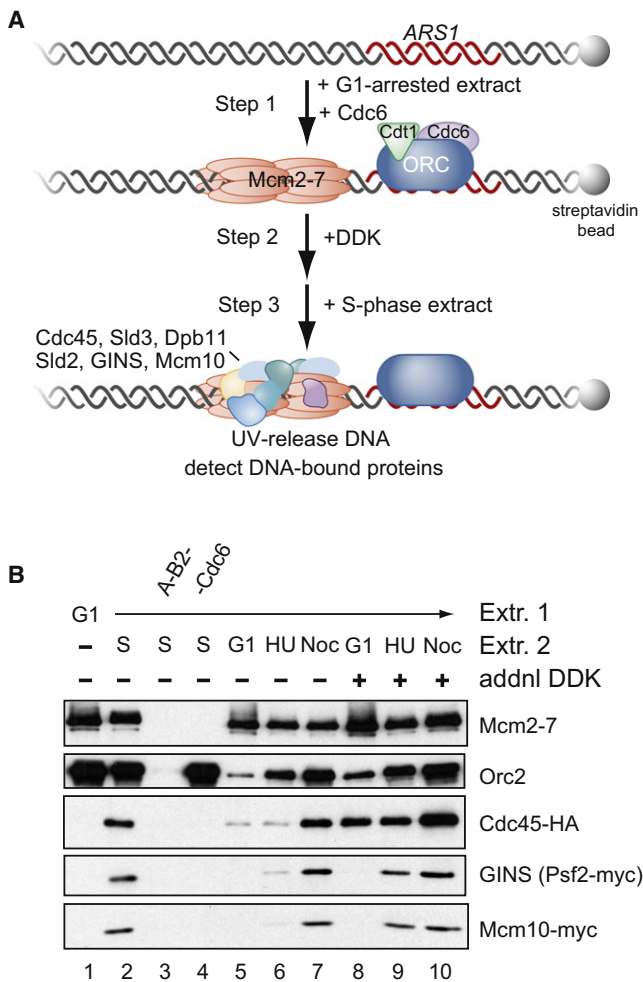 A
ARS1
Step 1
+ G1-arrested extract
+ Cdc6
Cdt1
Cdc6
ORC
Mcm2-7
streptavidin
bead
Step 2
+DDK
Step 3
+ S-phase extract
Cdc45, Sld3, Dpb11
Sld2, GINS, Mcm10
UV-release DNA
detect DNA-bound proteins
B
A-B2-
-Cdc6
G1 Extr. 1
– S S S G1 HU Noc G1 HU Noc Extr. 2
– – – – – – – + + + addnl DDK
Mcm2-7
Orc2
Cdc45-HA
GINS (Psf2-myc)
Mcm10-myc
1 2 3 4 5 6 7 8 9 10